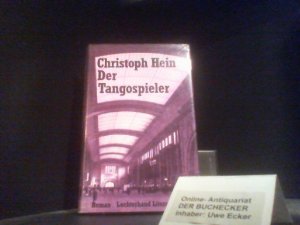 Christoph Hein
Der
Tangospieler
Roman Luchterhand
Online- Antiquariat
DER BUCHECKER
Inhaber: Uwe Ecker